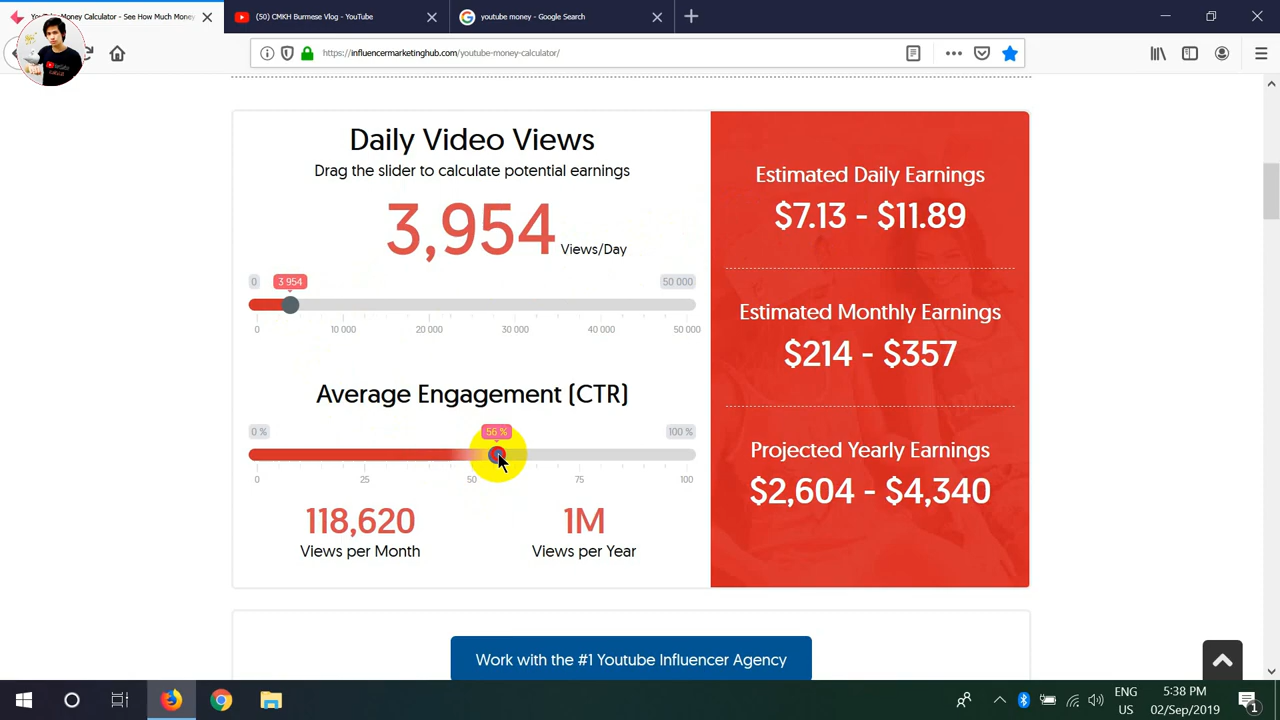 YouTube Money Calculator - See How Much Money
(50) CMKH Burmese Vlog - YouTube
youtube money - Google Search
https://influencermarketinghub.com/youtube-money-calculator/
Daily Video Views
Drag the slider to calculate potential earnings
3,954 Views/Day
0
3 954
50 000
0
10 000
20 000
30 000
40 000
50 000
Average Engagement (CTR)
0 %
56 %
100 %
0
25
50
75
100
118,620
Views per Month
1M
Views per Year
Estimated Daily Earnings
$7.13 - $11.89
Estimated Monthly Earnings
$214 - $357
Projected Yearly Earnings
$2,604 - $4,340
Work with the #1 Youtube Influencer Agency
ENG
US
5:38 PM
02/Sep/2019
1